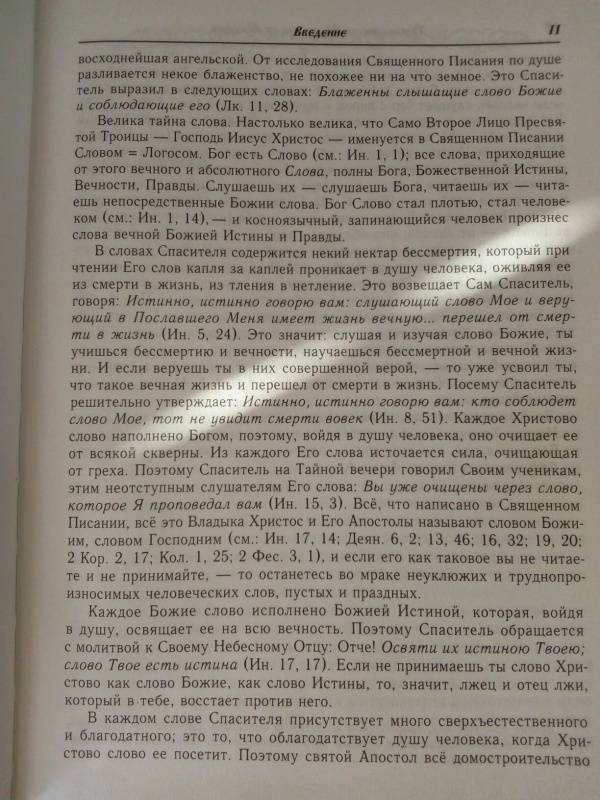 Введение 11
восходнейшая ангельской. От исследования Священного Писания по душе
разливается некое блаженство, не похожее ни на что земное. Это Спаси-
тель выразил в следующих словах: Блаженны слышащие слово Божие
и соблюдающие его (Лк. 11, 28).
Велика тайна слова. Настолько велика, что Само Второе Лицо Пресвя-
той Троицы — Господь Иисус Христос — именуется в Священном Писании
Словом = Логосом. Бог есть Слово (см.: Ин. 1, 1); все слова, приходящие
от этого вечного и абсолютного Слова, полны Бога, Божественной Истины,
Вечности, Правды. Слушаешь их — слушаешь Бога, читаешь их — чита-
ешь непосредственные Божии слова. Бог Слово стал плотью, стал челове-
ком (см.: Ин. 1, 14), — и косноязычный, запинающийся человек произнес
слова вечной Божией Истины и Правды.
В словах Спасителя содержится некий нектар бессмертия, который при
чтении Его слов капля за каплей проникает в душу человека, оживляя ее
из смерти в жизнь, из тления в нетление. Это возвещает Сам Спаситель,
говоря: Истинно, истинно говорю вам: слушающий слово Мое и веру-
ющий в Пославшего Меня имеет жизнь вечную... перешел от смер-
ти в жизнь (Ин. 5, 24). Это значит: слушая и изучая слово Божие, ты
учишься бессмертию и вечности, научаешься бессмертной и вечной жиз-
ни. И если веруешь ты в них совершенной верой, — то уже усвоил ты,
что такое вечная жизнь и перешел от смерти в жизнь. Посему Спаситель
решительно утверждает: Истинно, истинно говорю вам: кто соблюдет
слово Мое, тот не увидит смерти вовек (Ин. 8, 51). Каждое Христово
слово наполнено Богом, поэтому, войдя в душу человека, оно очищает ее
от всякой скверны. Из каждого Его слова источается сила, очищающая
от греха. Поэтому Спаситель на Тайной вечери говорил Своим ученикам,
этим неотступным слушателям Его слова: Вы уже очищены через слово,
которое Я проповедал вам (Ин. 15, 3). Всё, что написано в Священном
Писании, всё это Владыка Христос и Его Апостолы называют словом Божи-
им, словом Господним (см.: Ин. 17, 14; Деян. 6, 2; 13, 46; 16, 32; 19, 20;
2 Кор. 2, 17; Кол. 1, 25; 2 Фес. 3, 1), и если его как таковое вы не читае-
те и не принимайте, — то останетесь во мраке неуклюжих и труднопро-
износимых человеческих слов, пустых и праздных.
Каждое Божие слово исполнено Божией Истиной, которая, войдя
в душу, освящает ее на всю вечность. Поэтому Спаситель обращается
с молитвой к Своему Небесному Отцу: Отче! Освяти их истиною Твоею;
слово Твое есть истина (Ин. 17, 17). Если не принимаешь ты слово Хри-
стово как слово Божие, как слово Истины, то, значит, лжец и отец лжи,
который в тебе, восстает против него.
В каждом слове Спасителя присутствует много сверхъестественного
и благодатного; это то, что облагодатствует душу человека, когда Хри-
стово слово ее посетит. Поэтому святой Апостол всё домостроительство